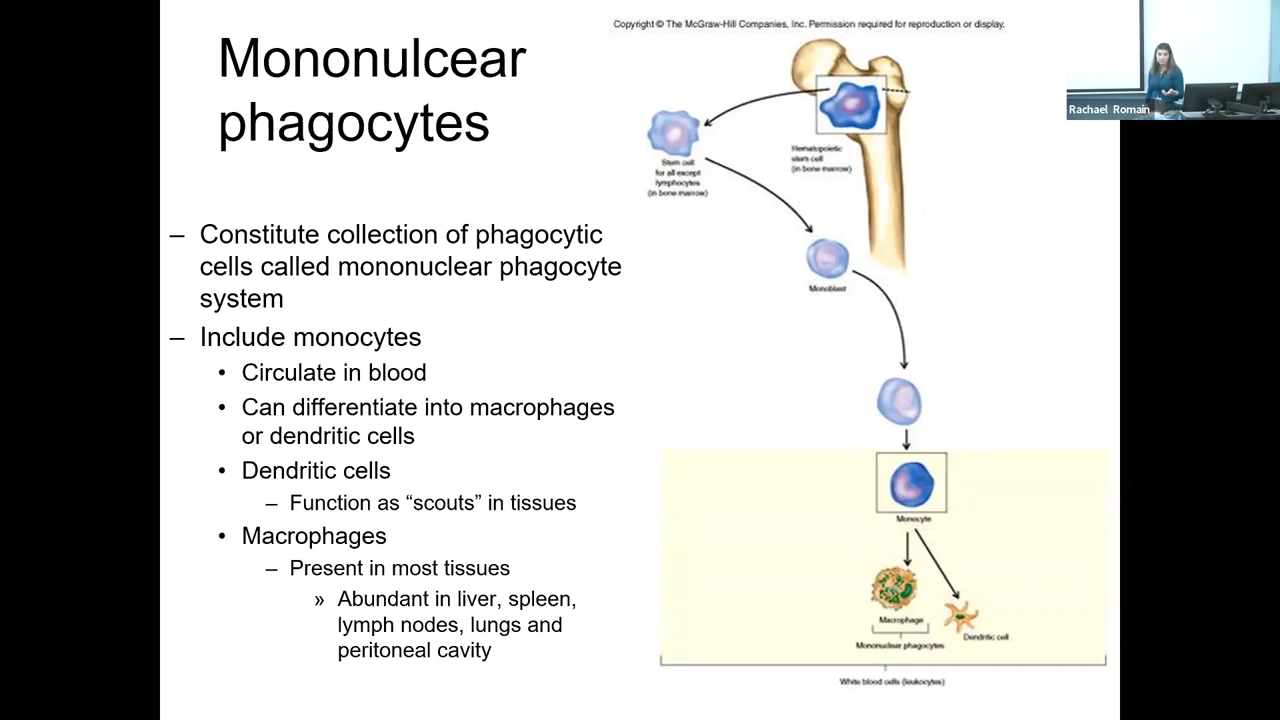 Copyright © The McGraw-Hill Companies, Inc. Permission required for reproduction or display.
Mononulcear
phagocytes
Rachael Romain
Hematopoietic
stem cell
(in bone marrow)
Stem cell
for all except
lymphocytes
(in bone marrow)
– Constitute collection of phagocytic
cells called mononuclear phagocyte
system
Monoblast
– Include monocytes
• Circulate in blood
• Can differentiate into macrophages
or dendritic cells
• Dendritic cells
– Function as “scouts” in tissues
Monocyte
• Macrophages
– Present in most tissues
» Abundant in liver, spleen,
lymph nodes, lungs and
peritoneal cavity
Macrophage
Dendritic cell
Mononuclear phagocytes
White blood cells (leukocytes)